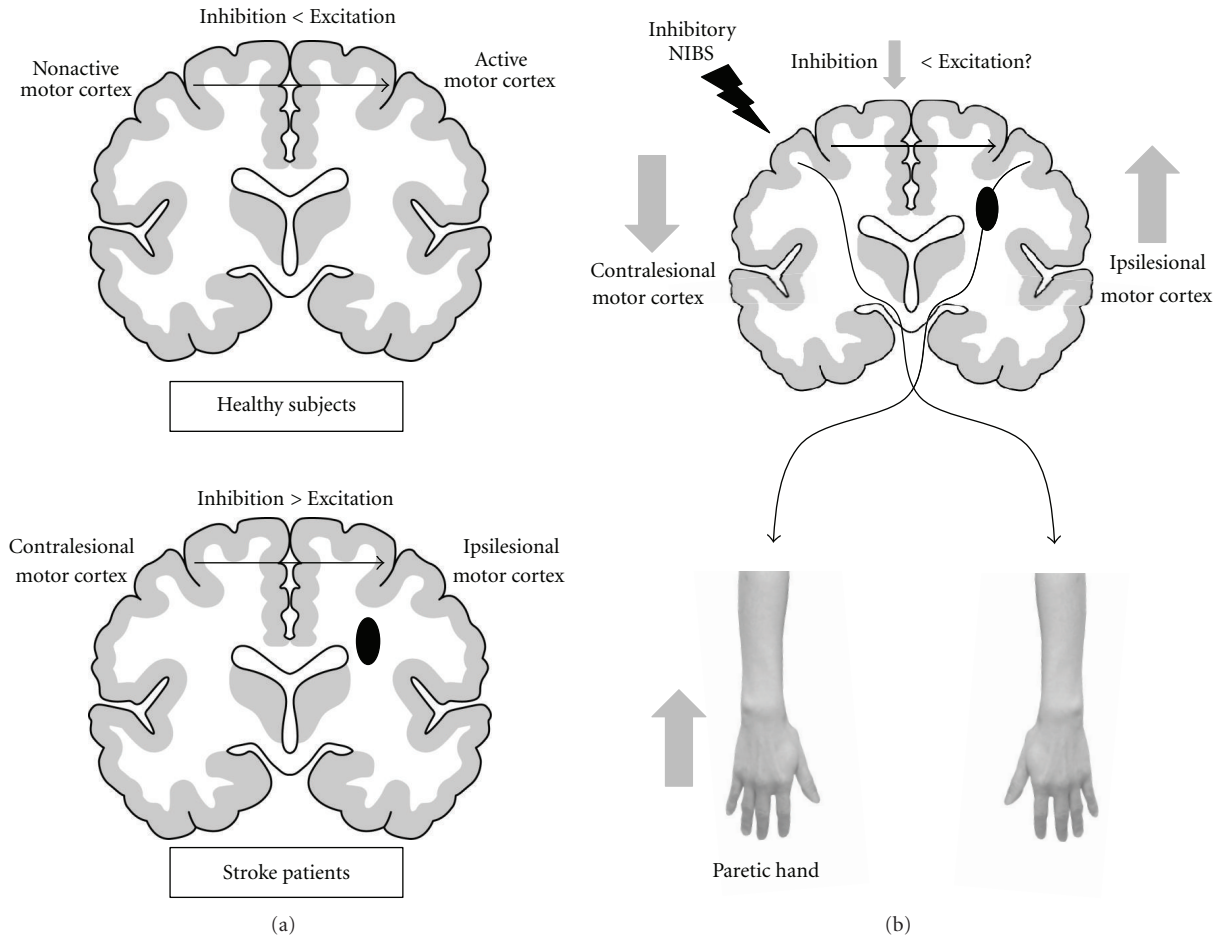 Inhibition < Excitation
Nonactive
motor cortex
Active
motor cortex
Healthy subjects
Inhibition > Excitation
Contralesional
motor cortex
Ipsilesional
motor cortex
Stroke patients
(a)
Inhibitory
NIBS
Inhibition < Excitation?
Contralesional
motor cortex
Ipsilesional
motor cortex
Paretic hand
(b)